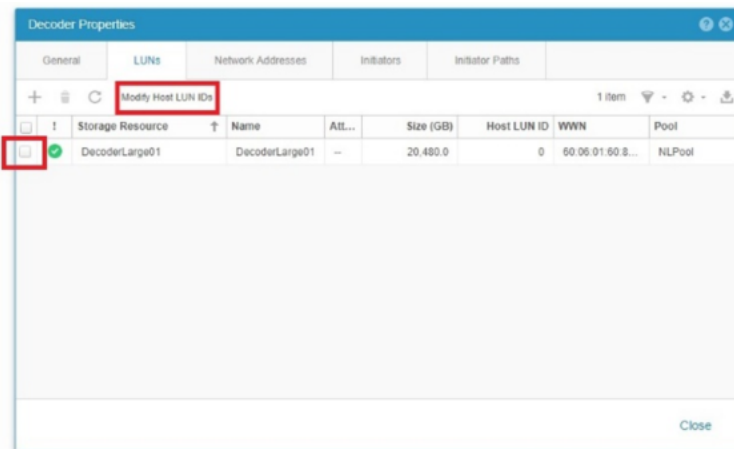 Decoder Properties
General LUNs Network Addresses Initiators Initiator Paths
Modify Host LUN IDs 1 item
! Storage Resource ↑ Name Att... Size (GB) Host LUN ID WWN Pool
DecoderLarge01 DecoderLarge01 -- 20,480.0 0 60:06:01:60:8... NLPool
Close